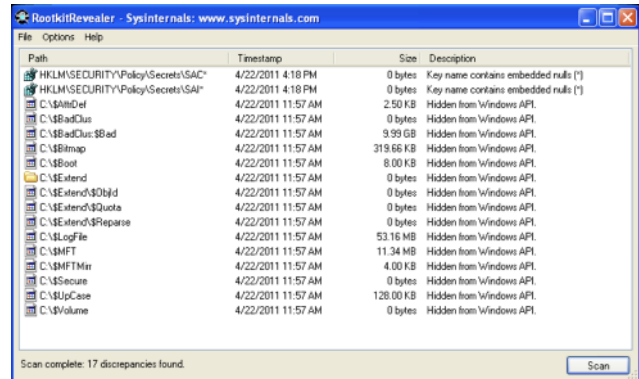 RootkitRevealer - Sysinternals: www.sysinternals.com
File Options Help
Path Timestamp Size Description
HKLM\SECURITY\Policy\Secrets\SAC* 4/22/2011 4:18 PM 0 bytes Key name contains embedded nulls (*)
HKLM\SECURITY\Policy\Secrets\SAI* 4/22/2011 4:18 PM 0 bytes Key name contains embedded nulls (*)
C:\$AttrDef 4/22/2011 11:57 AM 2.50 KB Hidden from Windows API.
C:\$BadClus 4/22/2011 11:57 AM 0 bytes Hidden from Windows API.
C:\$BadClus:$Bad 4/22/2011 11:57 AM 9.99 GB Hidden from Windows API.
C:\$Bitmap 4/22/2011 11:57 AM 319.66 KB Hidden from Windows API.
C:\$Boot 4/22/2011 11:57 AM 8.00 KB Hidden from Windows API.
C:\$Extend 4/22/2011 11:57 AM 0 bytes Hidden from Windows API.
C:\$Extend\$ObjId 4/22/2011 11:57 AM 0 bytes Hidden from Windows API.
C:\$Extend\$Quota 4/22/2011 11:57 AM 0 bytes Hidden from Windows API.
C:\$Extend\$Reparse 4/22/2011 11:57 AM 0 bytes Hidden from Windows API.
C:\$LogFile 4/22/2011 11:57 AM 53.16 MB Hidden from Windows API.
C:\$MFT 4/22/2011 11:57 AM 11.34 MB Hidden from Windows API.
C:\$MFTMirr 4/22/2011 11:57 AM 4.00 KB Hidden from Windows API.
C:\$Secure 4/22/2011 11:57 AM 0 bytes Hidden from Windows API.
C:\$UpCase 4/22/2011 11:57 AM 128.00 KB Hidden from Windows API.
C:\$Volume 4/22/2011 11:57 AM 0 bytes Hidden from Windows API.
Scan complete: 17 discrepancies found. Scan